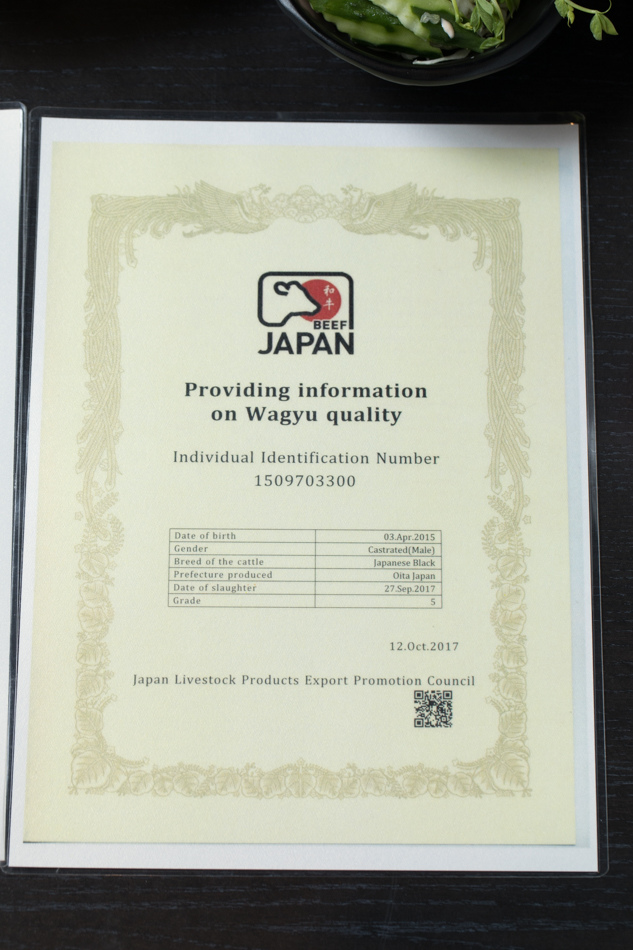 和
牛
BEEF
JAPAN
Providing information
on Wagyu quality
Individual Identification Number
1509703300
Date of birth 03.Apr.2015
Gender Castrated(Male)
Breed of the cattle Japanese Black
Prefecture produced Oita Japan
Date of slaughter 27.Sep.2017
Grade 5
12.Oct.2017
Japan Livestock Products Export Promotion Council